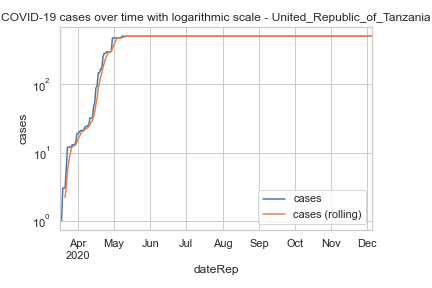 COVID-19 cases over time with logarithmic scale - United_Republic_of_Tanzania
cases
10^2
10^1
10^0
cases
cases (rolling)
Apr May Jun Jul Aug Sep Oct Nov Dec
2020
dateRep